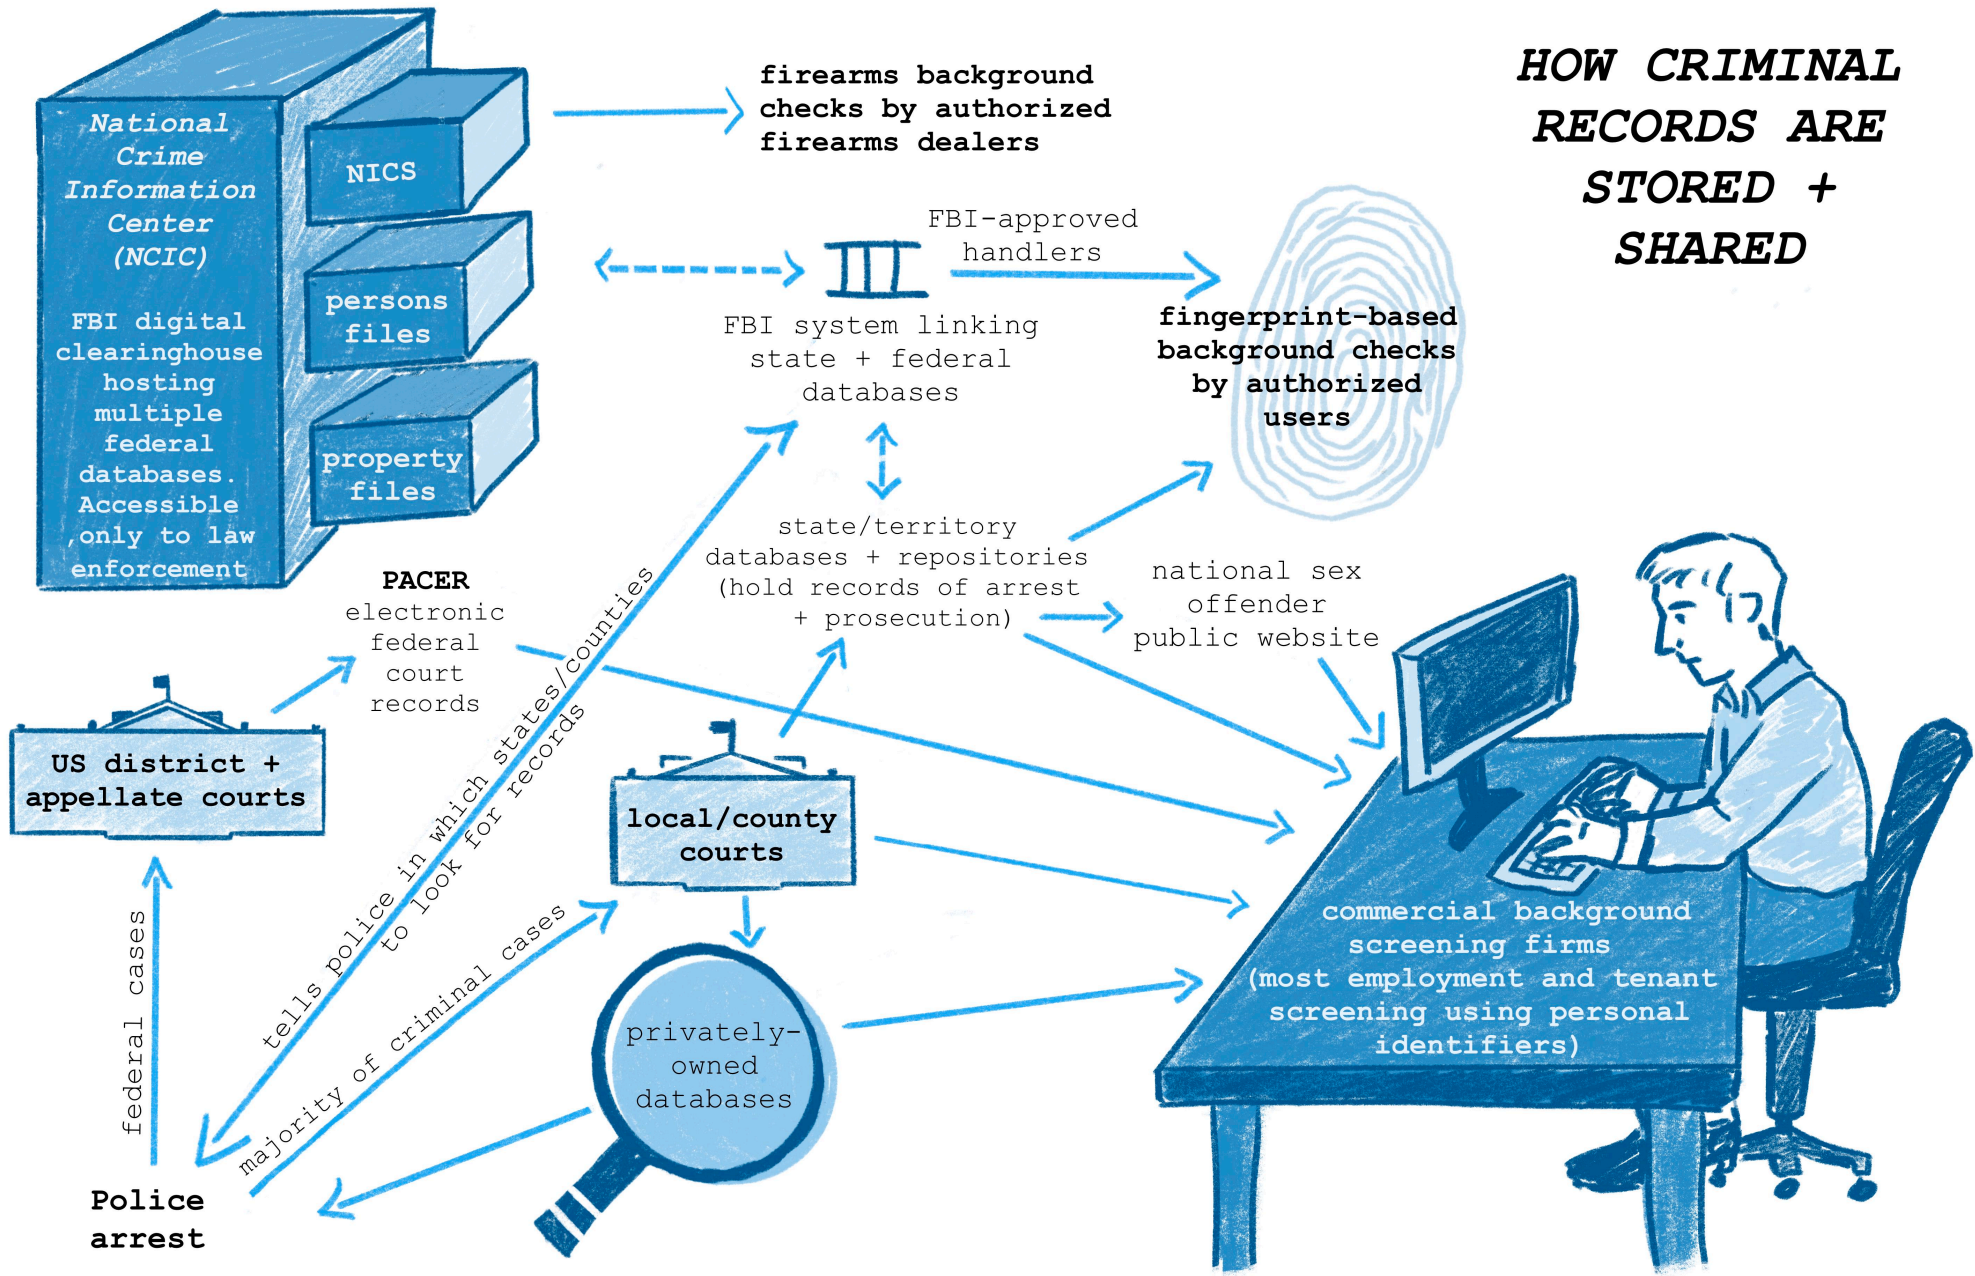 HOW CRIMINAL
RECORDS ARE
STORED +
SHARED
National
Crime
Information
Center
(NCIC)
FBI digital
clearinghouse
hosting
multiple
federal
databases.
Accessible
,only to law
enforcement
NICS
persons
files
property
files
firearms background
checks by authorized
firearms dealers
FBI-approved
handlers
III
FBI system linking
state + federal
databases
fingerprint-based
background checks
by authorized
users
state/territory
databases + repositories
(hold records of arrest
+ prosecution)
national sex
offender
public website
PACER
electronic
federal
court
records
US district +
appellate courts
local/county
courts
tells police in which states/counties
to look for records
majority of criminal cases
federal cases
privately-
owned
databases
Police
arrest
commercial background
screening firms
(most employment and tenant
screening using personal
identifiers)